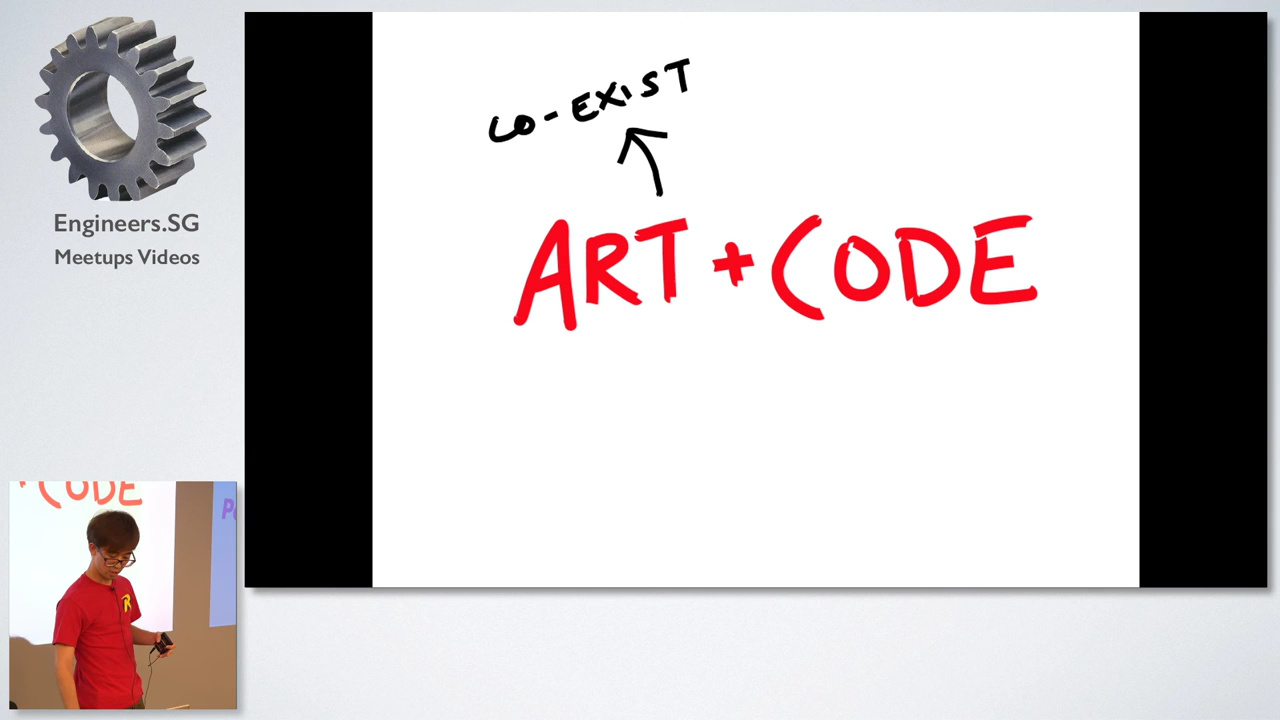 Engineers.SG
Meetups Videos
CO-EXIST
ART + CODE
+CODE
R